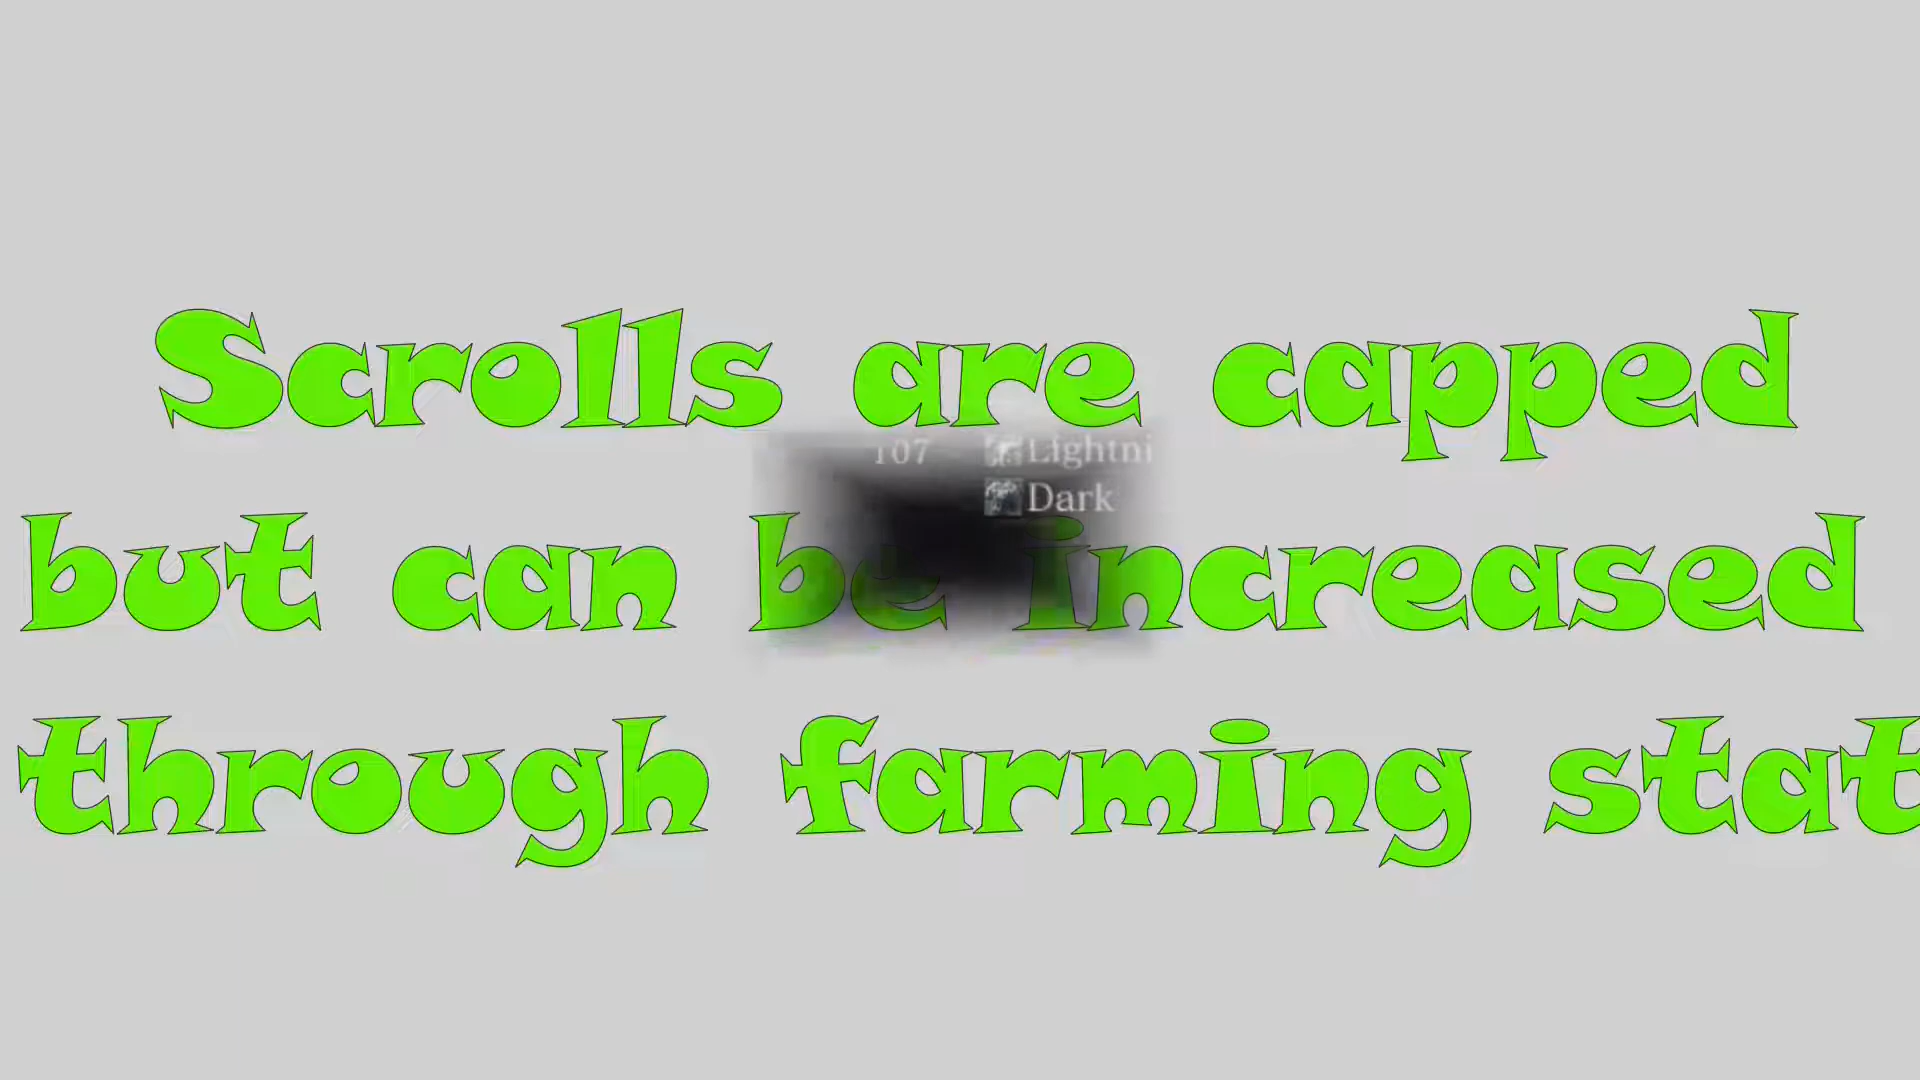 Scrolls are capped
107 Lightni
Dark
but can be increased
through farming stat